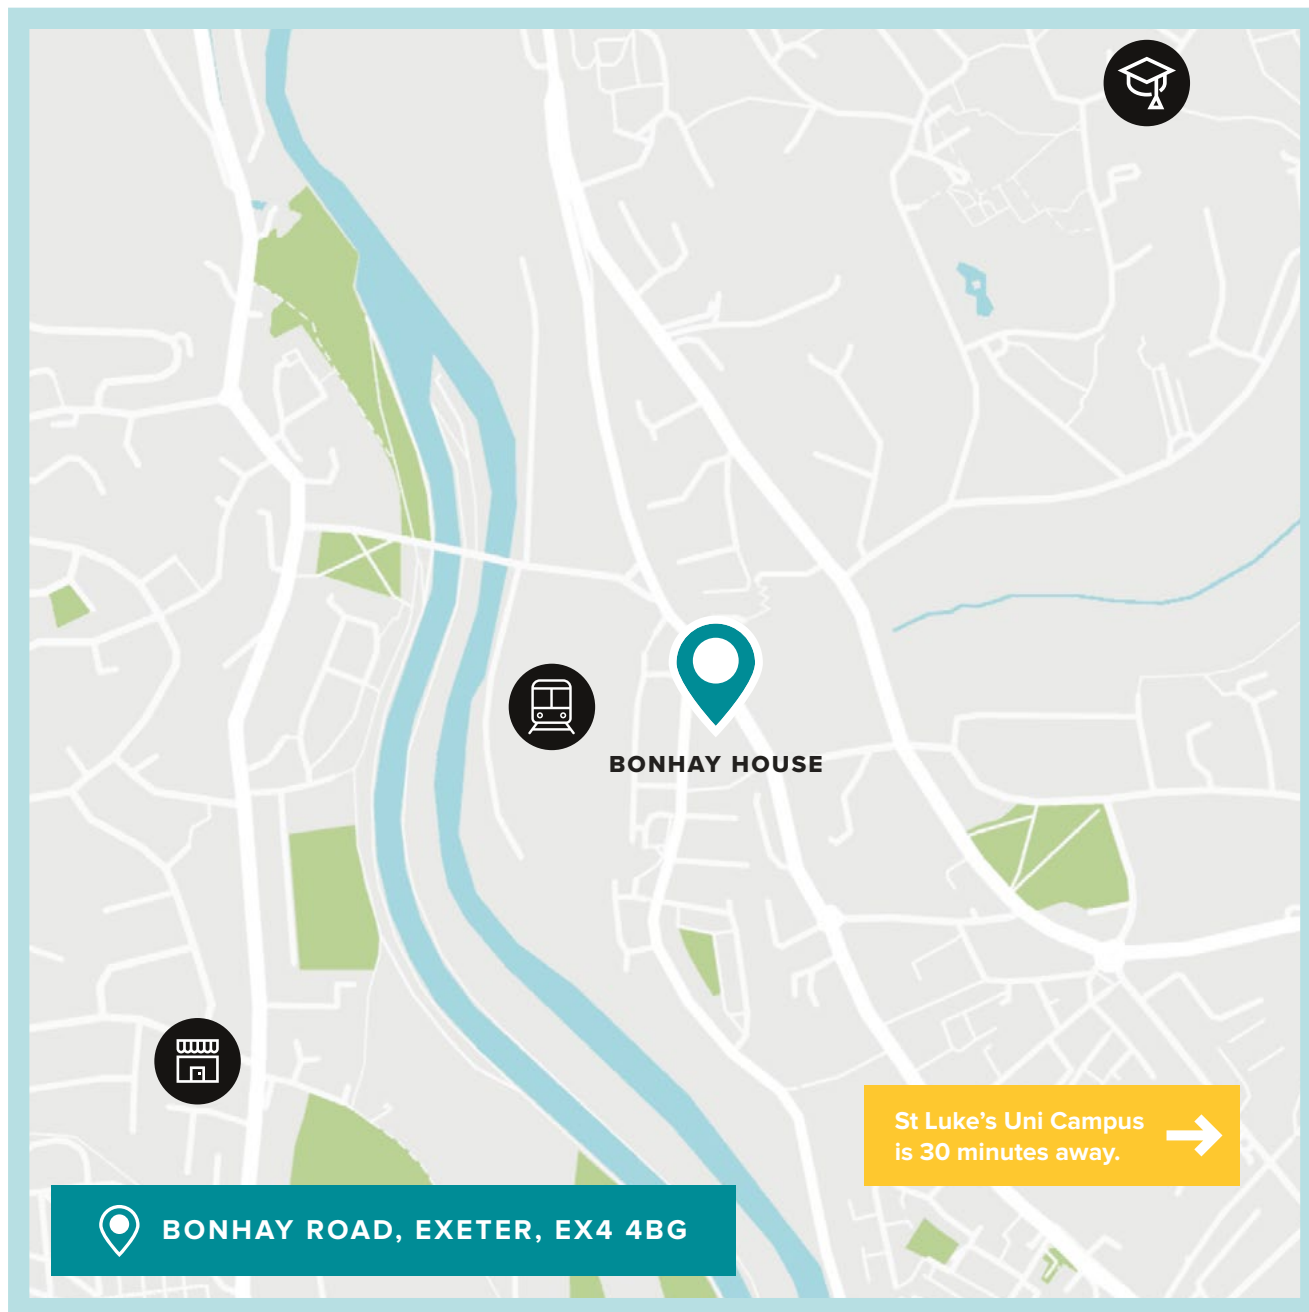 BONHAY HOUSE
St Luke’s Uni Campus
is 30 minutes away.
BONHAY ROAD, EXETER, EX4 4BG